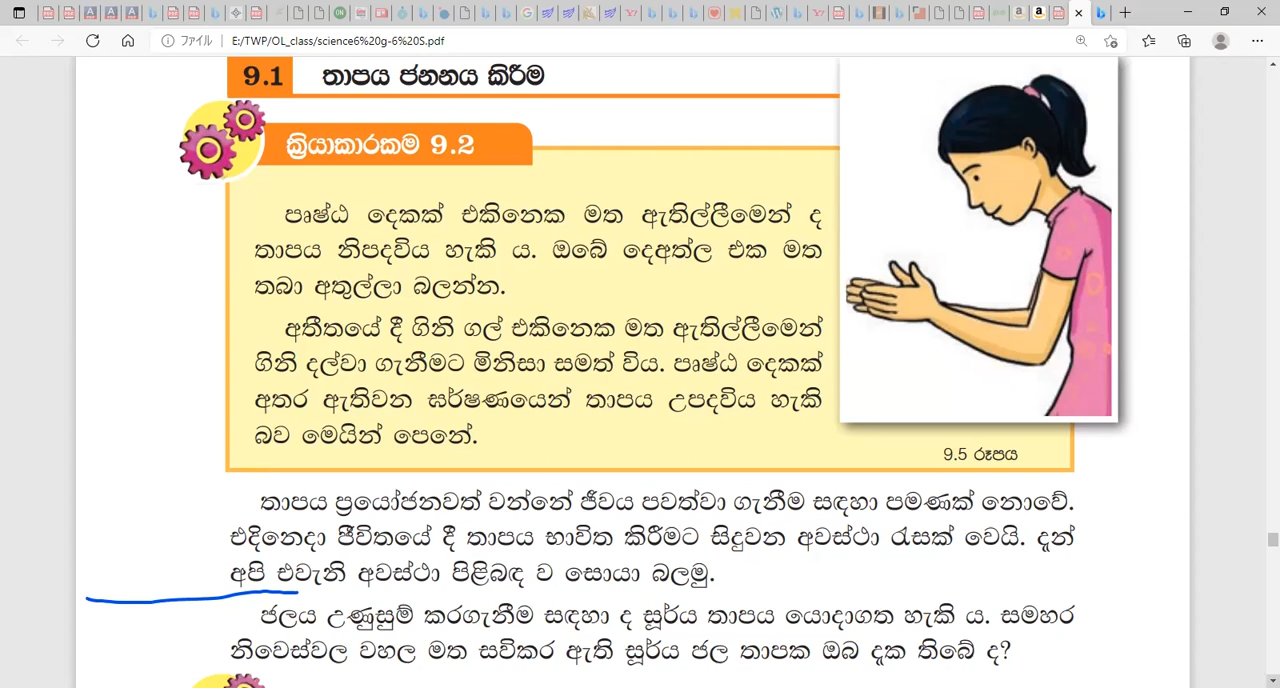 ファイル
E:/TWP/OL_class/science6%20g-6%20S.pdf
9.1 තාපය ජනනය කිරීම
ක්‍රියාකාරකම 9.2
පෘෂ්ඨ දෙකක් එකිනෙක මත ඇතිල්ලීමෙන් ද
තාපය නිපදවිය හැකි ය. ඔබේ දෙඅත්ල එක මත
තබා අතුල්ලා බලන්න.
අතීතයේ දී ගිනි ගල් එකිනෙක මත ඇතිල්ලීමෙන්
ගිනි දල්වා ගැනීමට මිනිසා සමත් විය. පෘෂ්ඨ දෙකක්
අතර ඇතිවන ඝර්ෂණයෙන් තාපය උපදවිය හැකි
බව මෙයින් පෙනේ.
9.5 රූපය
තාපය ප්‍රයෝජනවත් වන්නේ ජීවය පවත්වා ගැනීම සඳහා පමණක් නොවේ.
එදිනෙදා ජීවිතයේ දී තාපය භාවිත කිරීමට සිදුවන අවස්ථා රැසක් වෙයි. දැන්
අපි එවැනි අවස්ථා පිළිබඳ ව සොයා බලමු.
ජලය උණුසුම් කරගැනීම සඳහා ද සූර්ය තාපය යොදාගත හැකි ය. සමහර
නිවෙස්වල වහල මත සවිකර ඇති සූර්ය ජල තාපක ඔබ දැක තිබේ ද?